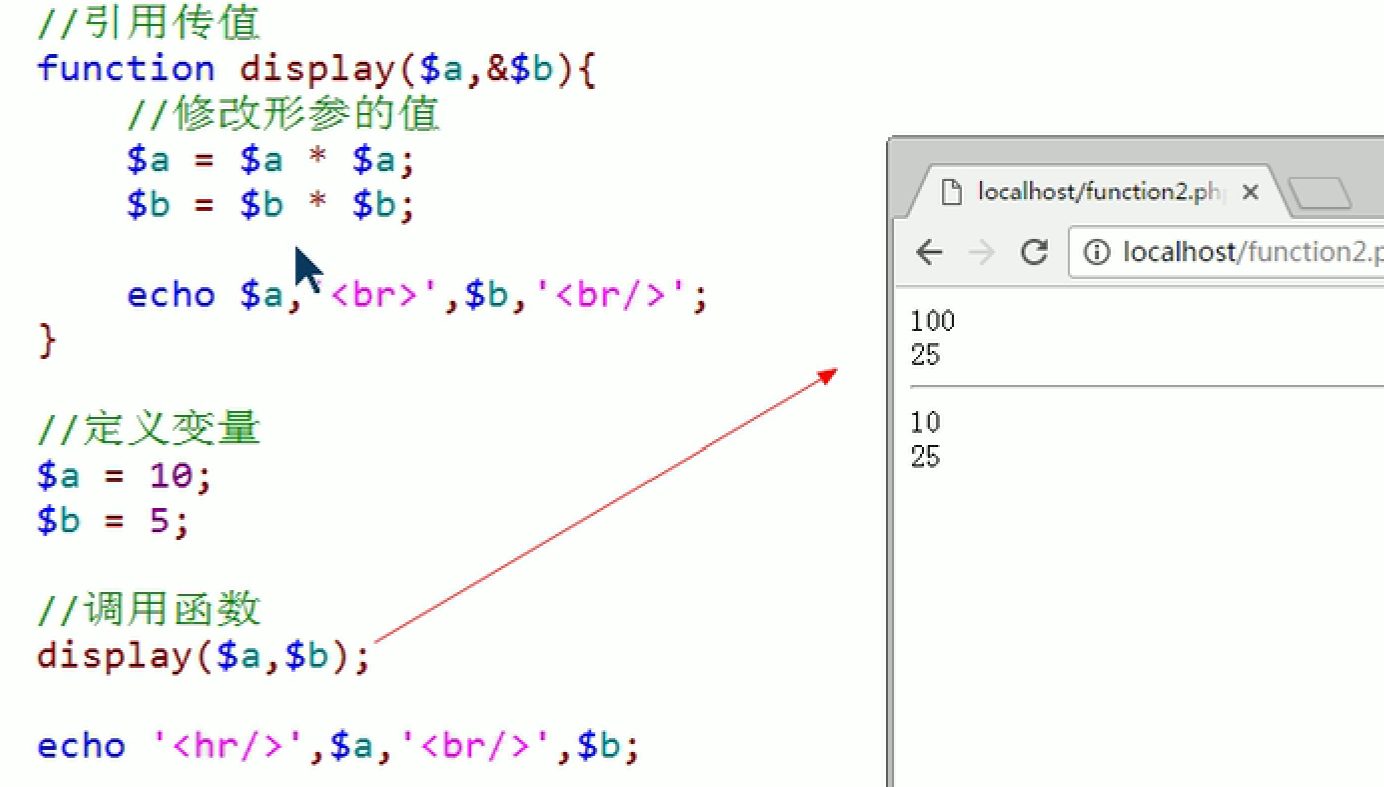 //引用传值
function display($a,&$b){
//修改形参的值
$a = $a * $a;
$b = $b * $b;
echo $a,'<br>',$b,'<br/>';
}
//定义变量
$a = 10;
$b = 5;
//调用函数
display($a,$b);
echo '<hr/>',$a,'<br/>',$b;
localhost/function2.php
localhost/function2.p
100
25
10
25